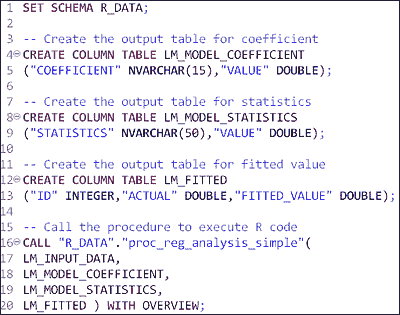 1 SET SCHEMA R_DATA;
2
3 -- Create the output table for coefficient
4 CREATE COLUMN TABLE LM_MODEL_COEFFICIENT
5 ("COEFFICIENT" NVARCHAR(15),"VALUE" DOUBLE);
6
7 -- Create the output table for statistics
8 CREATE COLUMN TABLE LM_MODEL_STATISTICS
9 ("STATISTICS" NVARCHAR(50),"VALUE" DOUBLE);
10
11 -- Create the output table for fitted value
12 CREATE COLUMN TABLE LM_FITTED
13 ("ID" INTEGER,"ACTUAL" DOUBLE,"FITTED_VALUE" DOUBLE);
14
15 -- Call the procedure to execute R code
16 CALL "R_DATA"."proc_reg_analysis_simple"(
17 LM_INPUT_DATA,
18 LM_MODEL_COEFFICIENT,
19 LM_MODEL_STATISTICS,
20 LM_FITTED ) WITH OVERVIEW;